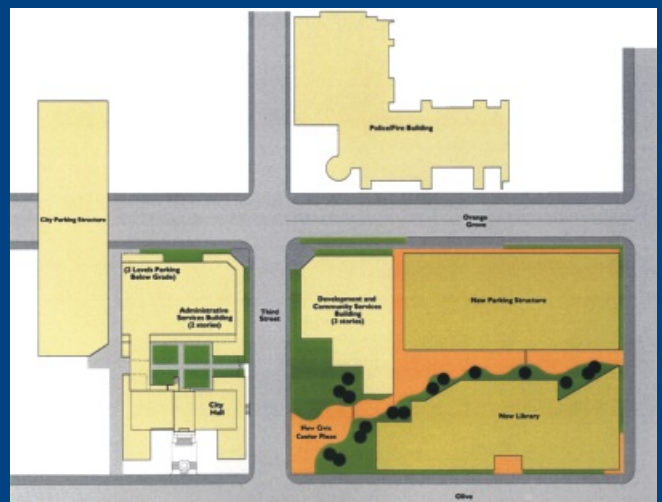 Police/Fire Building
City Parking Structure
Orange
Grove
(3 Levels Parking
Below Grade)
Administrative
Services Building
(2 stories)
Third
Street
Development and
Community Services
Building
(3 stories)
New Parking Structure
City
Hall
New Civic
Center Plaza
New Library
Olive